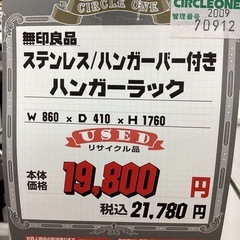 CIRCLE ONE
CIRCLEONE
管理番号
2009
70912
無印良品
ステンレス/ハンガーバー付き
ハンガーラック
W 860 × D 410 × H 1760
USED
リサイクル品
本体
価格
19,800 円
税込 21,780 円